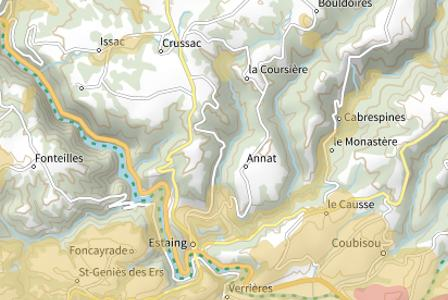 Bouldoires
Issac
Crussac
la Coursière
Cabrespines
le Monastère
Fonteilles
Annat
le Causse
Estaing
Coubisou
Foncayrade
St-Geniès des Ers
Verrières